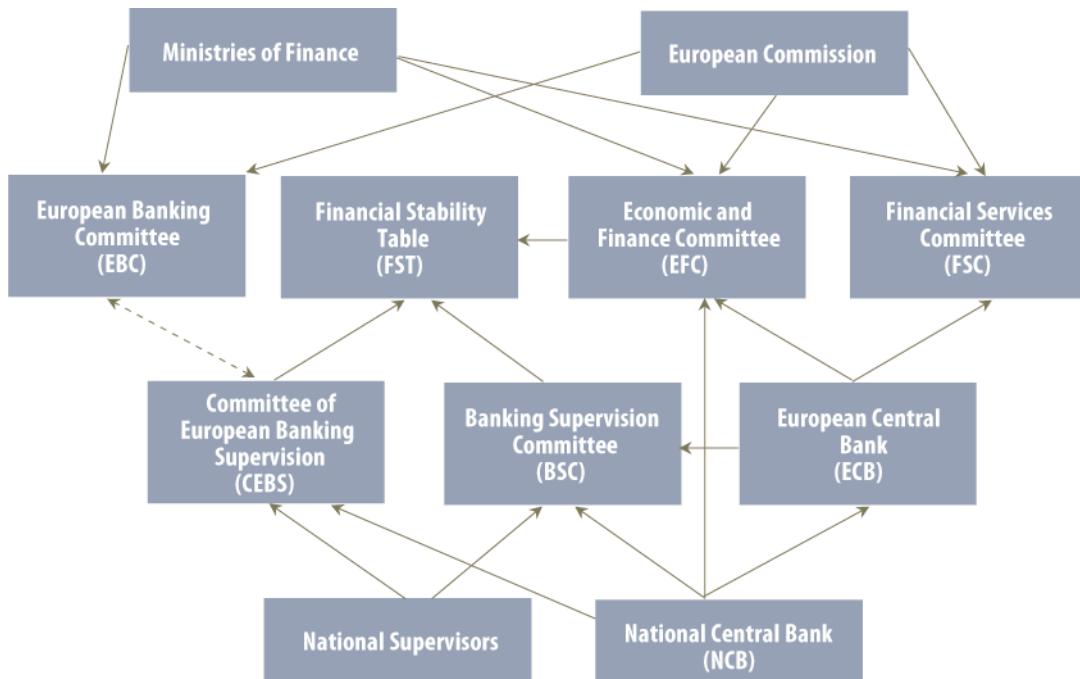 Ministries of Finance
European Commission
European Banking
Committee
(EBC)
Financial Stability
Table
(FST)
Economic and
Finance Committee
(EFC)
Financial Services
Committee
(FSC)
Committee of
European Banking
Supervision
(CEBS)
Banking Supervision
Committee
(BSC)
European Central
Bank
(ECB)
National Supervisors
National Central Bank
(NCB)